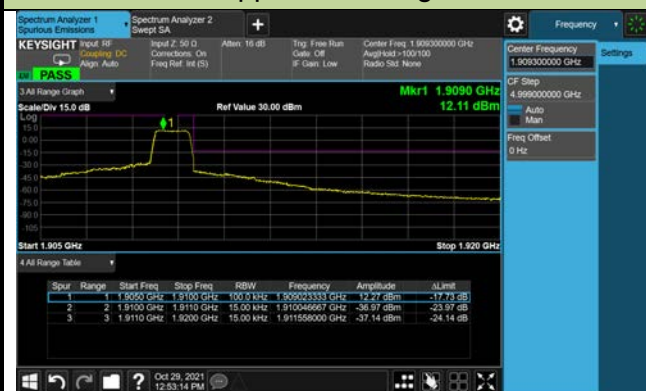 Spectrum Analyzer 1
Spurious Emissions
Spectrum Analyzer 2
Swept SA
+
Frequency
KEYSIGHT
Input: RF
Coupling: DC
Align: Auto
Input Z: 50 Ω
Corrections: On
Freq Ref: Int (S)
Atten: 16 dB
Trig: Free Run
Gate: Off
IF Gain: Low
Center Freq: 1.909300000 GHz
Avg|Hold:>100/100
Radio Std: None
PASS
3 All Range Graph
Scale/Div 15.0 dB
Ref Value 30.00 dBm
Mkr1 1.9090 GHz
12.11 dBm
Log
15.0
0.00
-15.0
-30.0
-45.0
-60.0
-75.0
-90.0
-105
1
Start 1.905 GHz
Stop 1.920 GHz
4 All Range Table
Spur Range Start Freq Stop Freq RBW Frequency Amplitude ΔLimit
1 1 1.9050 GHz 1.9100 GHz 100.0 kHz 1.909023333 GHz 12.27 dBm -17.73 dB
2 2 1.9100 GHz 1.9110 GHz 15.00 kHz 1.910046667 GHz -36.97 dBm -23.97 dB
3 3 1.9110 GHz 1.9200 GHz 15.00 kHz 1.911558000 GHz -37.14 dBm -24.14 dB
Center Frequency
1.909300000 GHz
Settings
CF Step
4.999000000 GHz
Auto
Man
Freq Offset
0 Hz
?
Oct 29, 2021
12:53:14 PM